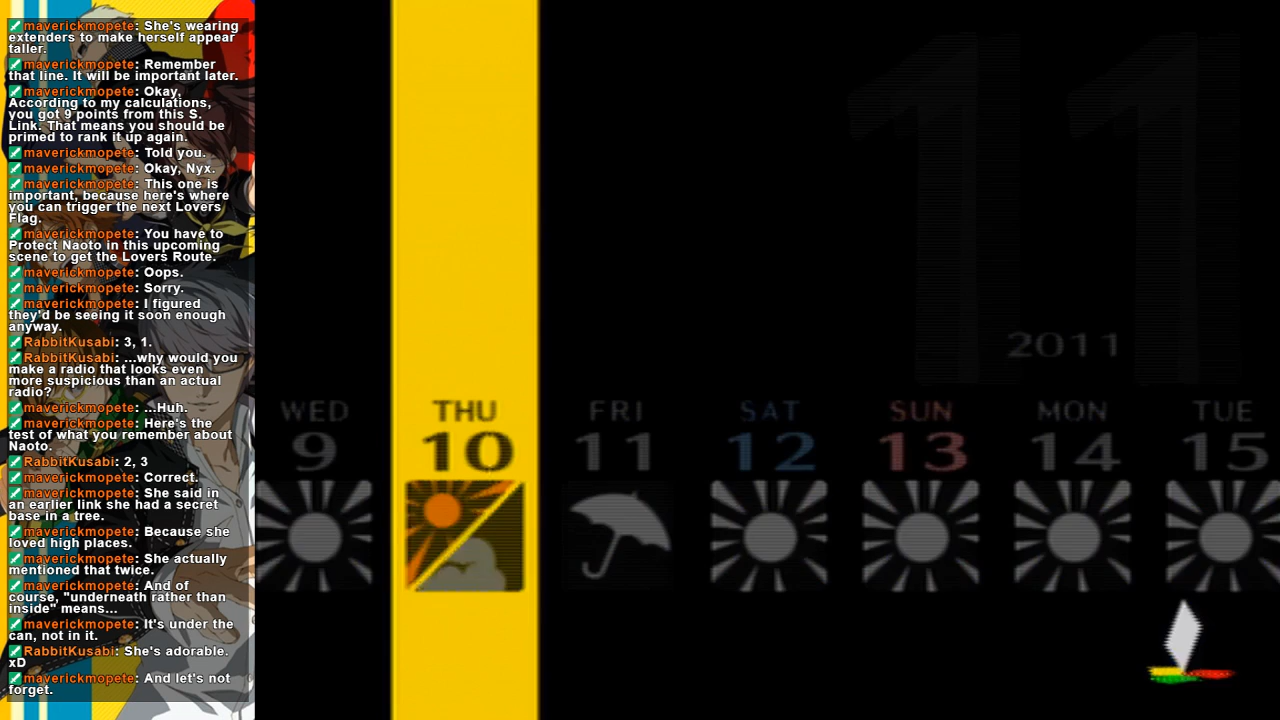 maverickmopete: She's wearing
extenders to make herself appear
taller.
maverickmopete: Remember
that line. It will be important later.
maverickmopete: Okay,
According to my calculations,
you got 9 points from this S.
Link. That means you should be
primed to rank it up again.
maverickmopete: Told you.
maverickmopete: Okay, Nyx.
maverickmopete: This one is
important, because here's where
you can trigger the next Lovers
Flag.
maverickmopete: You have to
Protect Naoto in this upcoming
scene to get the Lovers Route.
maverickmopete: Oops.
maverickmopete: Sorry.
maverickmopete: I figured
they'd be seeing it soon enough
anyway.
RabbitKusabi: 3, 1.
RabbitKusabi: ...why would you
make a radio that looks even
more suspicious than an actual
radio?
maverickmopete: ...Huh.
maverickmopete: Here's the
test of what you remember about
Naoto.
RabbitKusabi: 2, 3
maverickmopete: Correct.
maverickmopete: She said in
an earlier link she had a secret
base in a tree.
maverickmopete: Because she
loved high places.
maverickmopete: She actually
mentioned that twice.
maverickmopete: And of
course, "underneath rather than
inside" means...
maverickmopete: It's under the
can, not in it.
RabbitKusabi: She's adorable.
xD
maverickmopete: And let's not
forget.
11
2011
WED THU FRI SAT SUN MON TUE
9 10 11 12 13 14 15